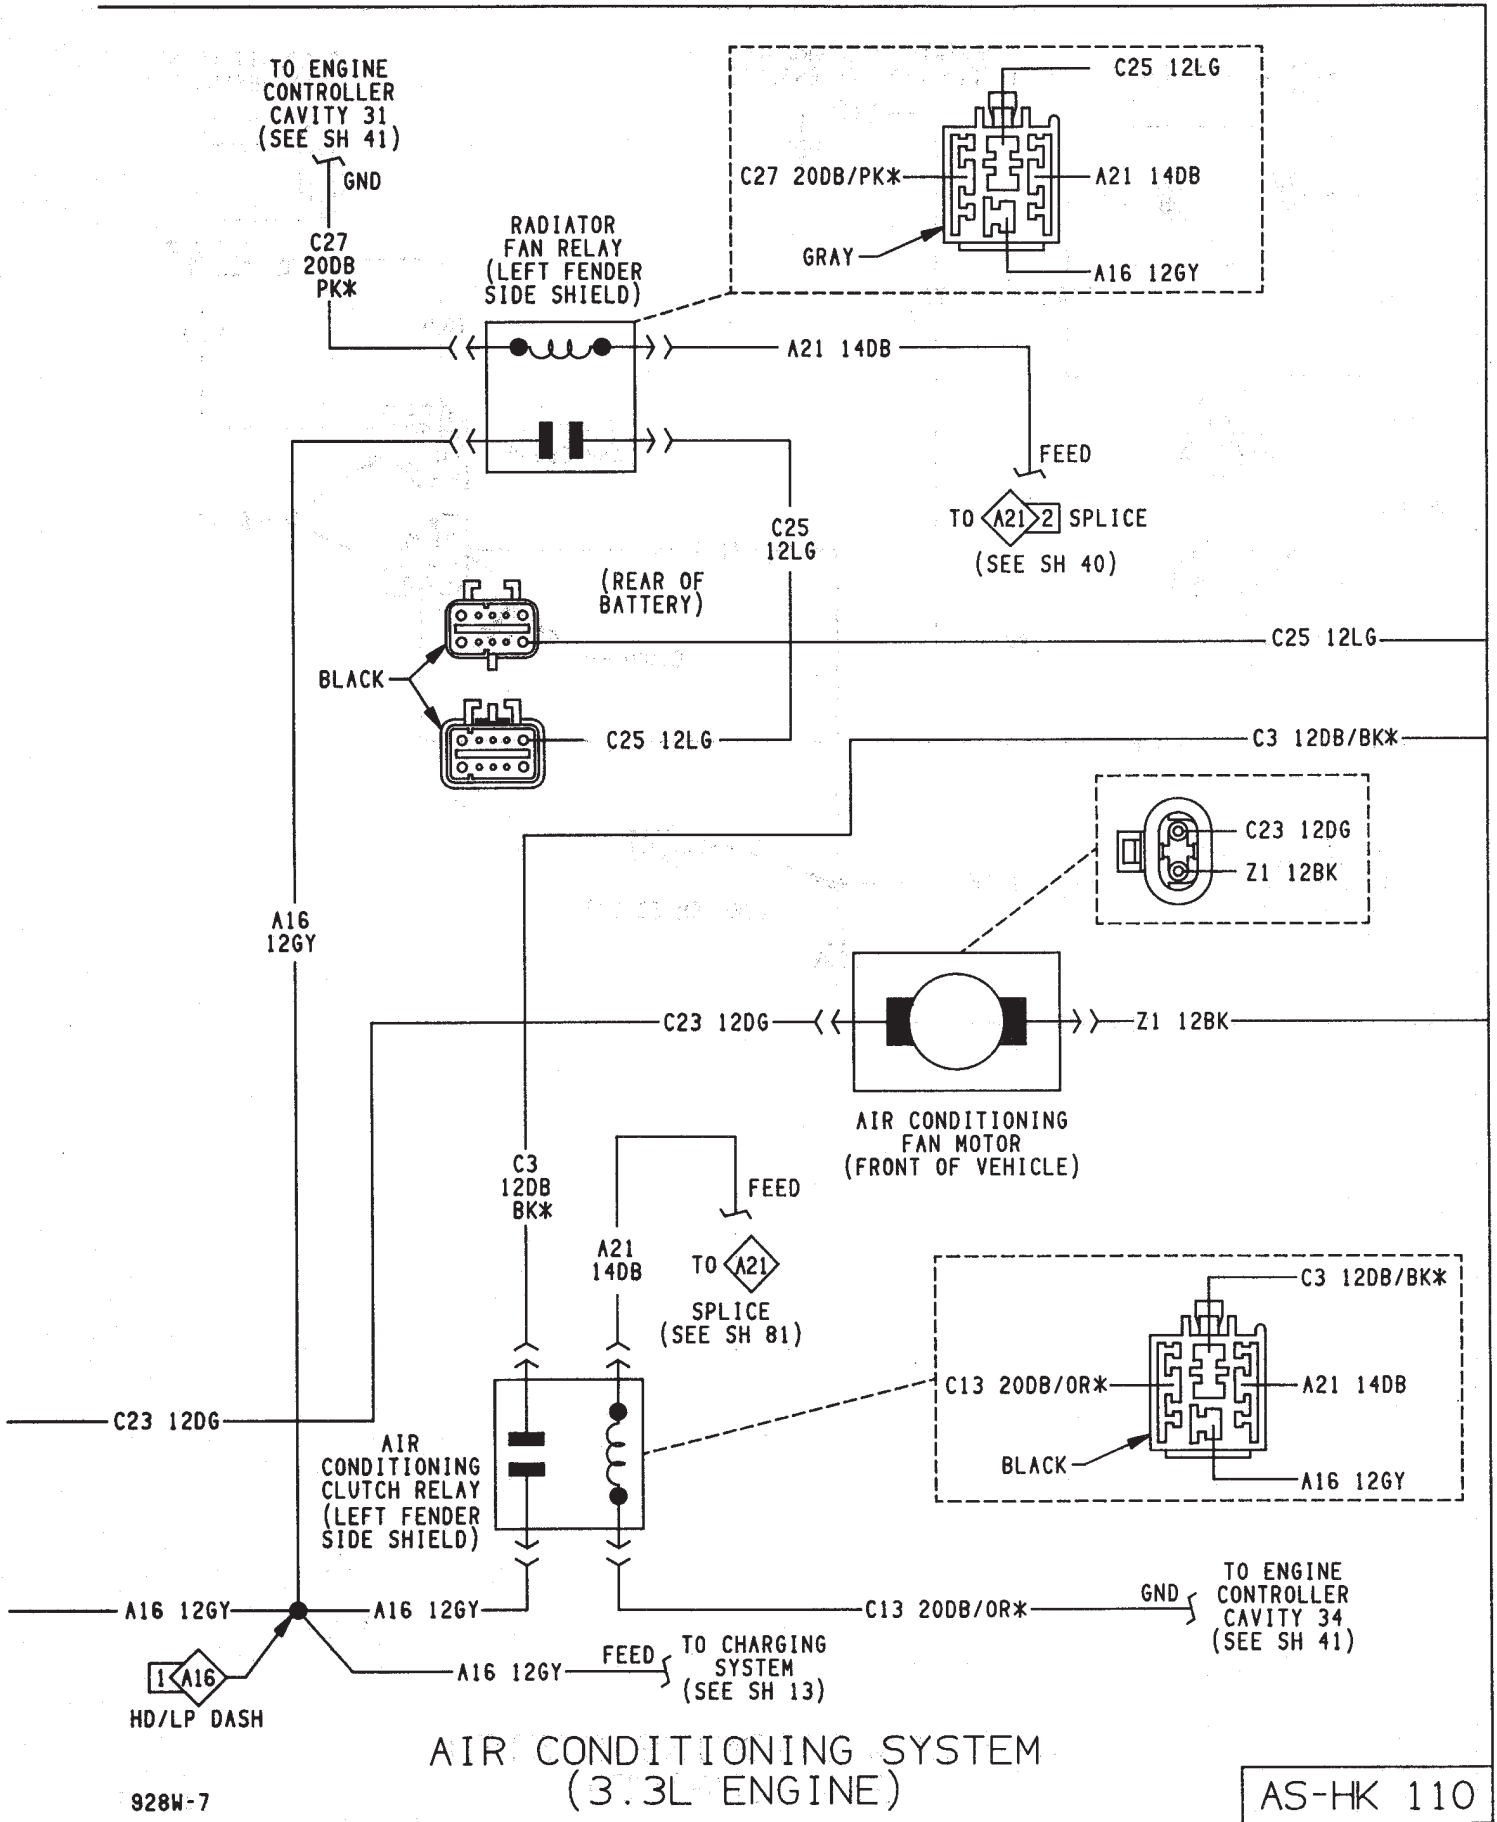 TO ENGINE
CONTROLLER
CAVITY 31
(SEE SH 41)
GND
C27
20DB
PK*
RADIATOR
FAN RELAY
(LEFT FENDER
SIDE SHIELD)
C25 12LG
C27 20DB/PK*
A21 14DB
GRAY
A16 12GY
A21 14DB
FEED
TO A21 2 SPLICE
(SEE SH 40)
C25
12LG
(REAR OF
BATTERY)
BLACK
C25 12LG
C25 12LG
C3 12DB/BK*
C23 12DG
Z1 12BK
A16
12GY
C23 12DG
Z1 12BK
AIR CONDITIONING
FAN MOTOR
(FRONT OF VEHICLE)
C3
12DB
BK*
FEED
A21
14DB
TO A21
SPLICE
(SEE SH 81)
C3 12DB/BK*
C13 20DB/OR*
A21 14DB
BLACK
A16 12GY
C23 12DG
AIR
CONDITIONING
CLUTCH RELAY
(LEFT FENDER
SIDE SHIELD)
A16 12GY
A16 12GY
C13 20DB/OR*
GND
TO ENGINE
CONTROLLER
CAVITY 34
(SEE SH 41)
A16 12GY
FEED
TO CHARGING
SYSTEM
(SEE SH 13)
1 A16
HD/LP DASH
AIR CONDITIONING SYSTEM
(3.3L ENGINE)
928W-7
AS-HK 110